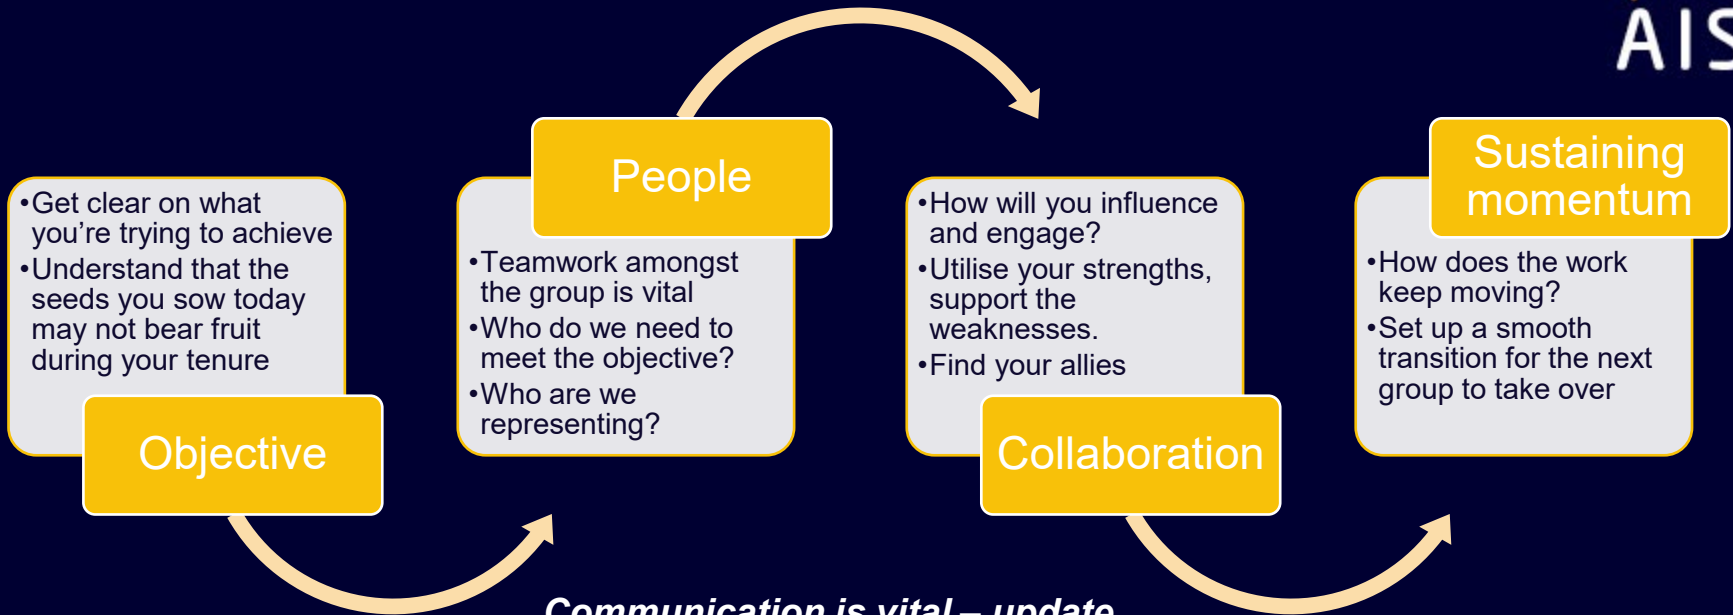 AIS
•Get clear on what
you’re trying to achieve
•Understand that the
seeds you sow today
may not bear fruit
during your tenure
Objective
People
•Teamwork amongst
the group is vital
•Who do we need to
meet the objective?
•Who are we
representing?
•How will you influence
and engage?
•Utilise your strengths,
support the
weaknesses.
•Find your allies
Collaboration
Sustaining
momentum
•How does the work
keep moving?
•Set up a smooth
transition for the next
group to take over
Communication is vital – update